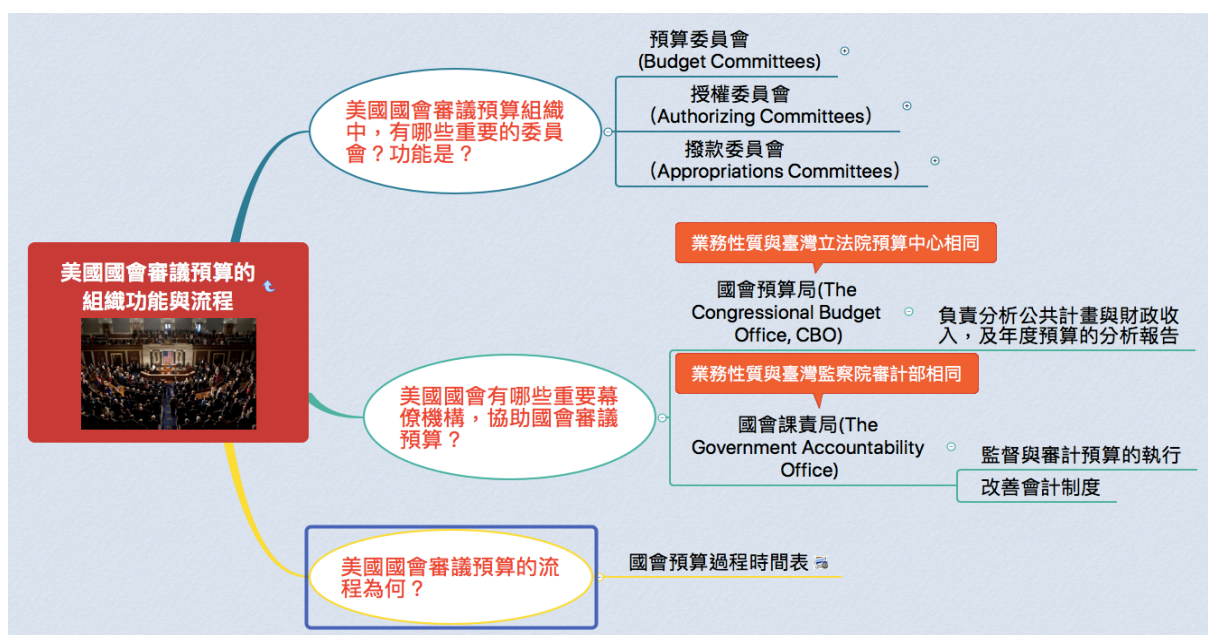 美國國會審議預算的
組織功能與流程
美國國會審議預算組織
中，有哪些重要的委員
會？功能是？
預算委員會
(Budget Committees)
授權委員會
（Authorizing Committees）
撥款委員會
（Appropriations Committees）
美國國會有哪些重要幕
僚機構，協助國會審議
預算？
業務性質與臺灣立法院預算中心相同
國會預算局(The
Congressional Budget
Office, CBO)
負責分析公共計畫與財政收
入，及年度預算的分析報告
業務性質與臺灣監察院審計部相同
國會課責局(The
Government Accountability
Office)
監督與審計預算的執行
改善會計制度
美國國會審議預算的流
程為何？
國會預算過程時間表